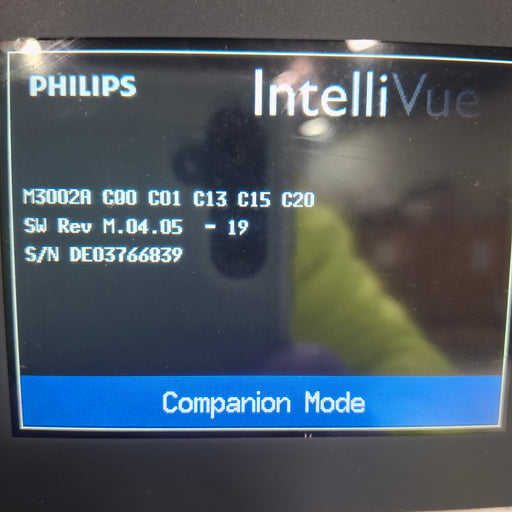 PHILIPS
IntelliVue
M3002A C00 C01 C13 C15 C20
SW Rev M.04.05 - 19
S/N DE03766839
Companion Mode